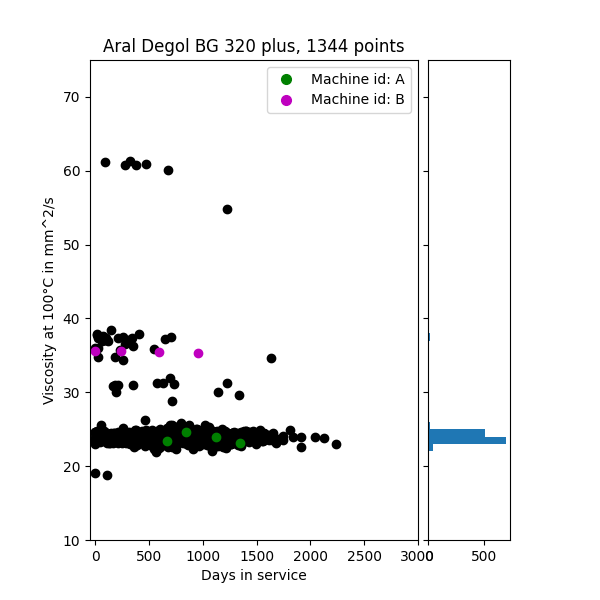 Aral Degol BG 320 plus, 1344 points
Machine id: A
Machine id: B
Viscosity at 100°C in mm^2/s
70
60
50
40
30
20
10
0 500 1000 1500 2000 2500 3000
0 500
Days in service